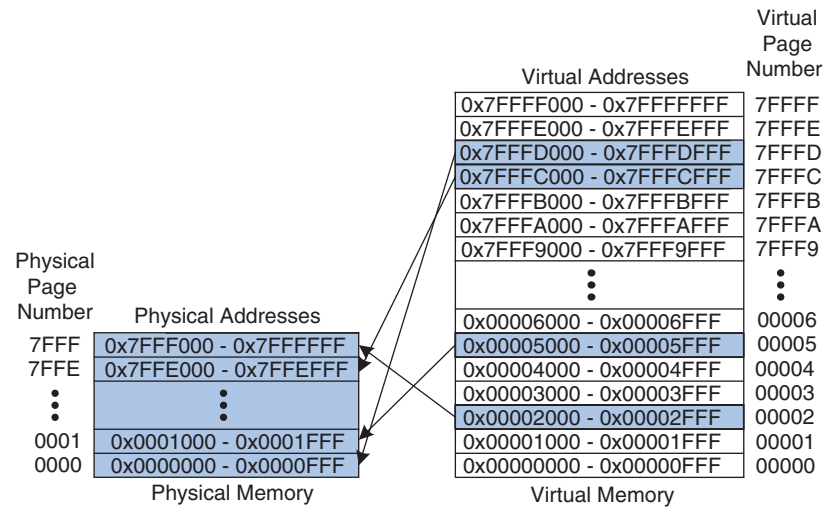 Virtual
Page
Number
Virtual Addresses
0x7FFFF000 - 0x7FFFFFFF 7FFFF
0x7FFFE000 - 0x7FFFEFFF 7FFFE
0x7FFFD000 - 0x7FFFDFFF 7FFFD
0x7FFFC000 - 0x7FFFCFFF 7FFFC
0x7FFFB000 - 0x7FFFBFFF 7FFFB
0x7FFFA000 - 0x7FFFAFFF 7FFFA
0x7FFF9000 - 0x7FFF9FFF 7FFF9
0x00006000 - 0x00006FFF 00006
0x00005000 - 0x00005FFF 00005
0x00004000 - 0x00004FFF 00004
0x00003000 - 0x00003FFF 00003
0x00002000 - 0x00002FFF 00002
0x00001000 - 0x00001FFF 00001
0x00000000 - 0x00000FFF 00000
Virtual Memory
Physical
Page
Number
Physical Addresses
7FFF 0x7FFF000 - 0x7FFFFFF
7FFE 0x7FFE000 - 0x7FFEFFF
0001 0x0001000 - 0x0001FFF
0000 0x0000000 - 0x0000FFF
Physical Memory